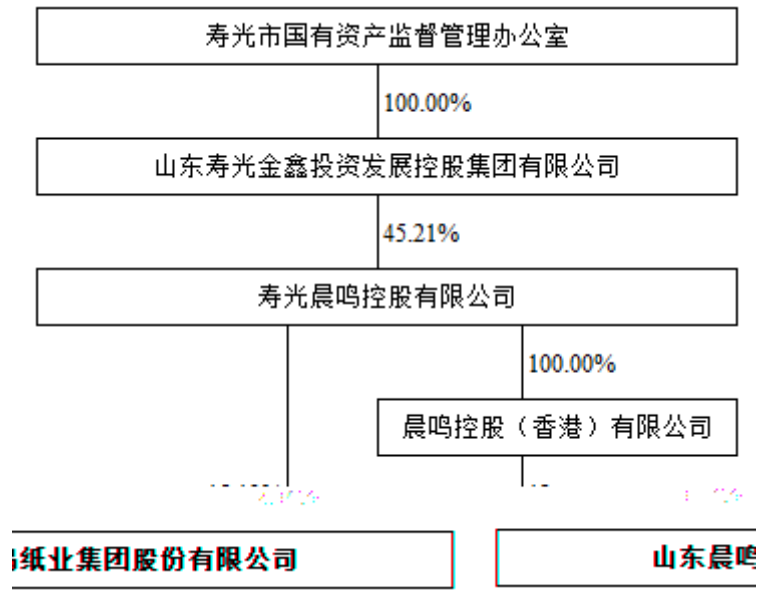 寿光市国有资产监督管理办公室
100.00%
山东寿光金鑫投资发展控股集团有限公司
45.21%
寿光晨鸣控股有限公司
100.00%
晨鸣控股（香港）有限公司
纸业集团股份有限公司
山东晨鸣